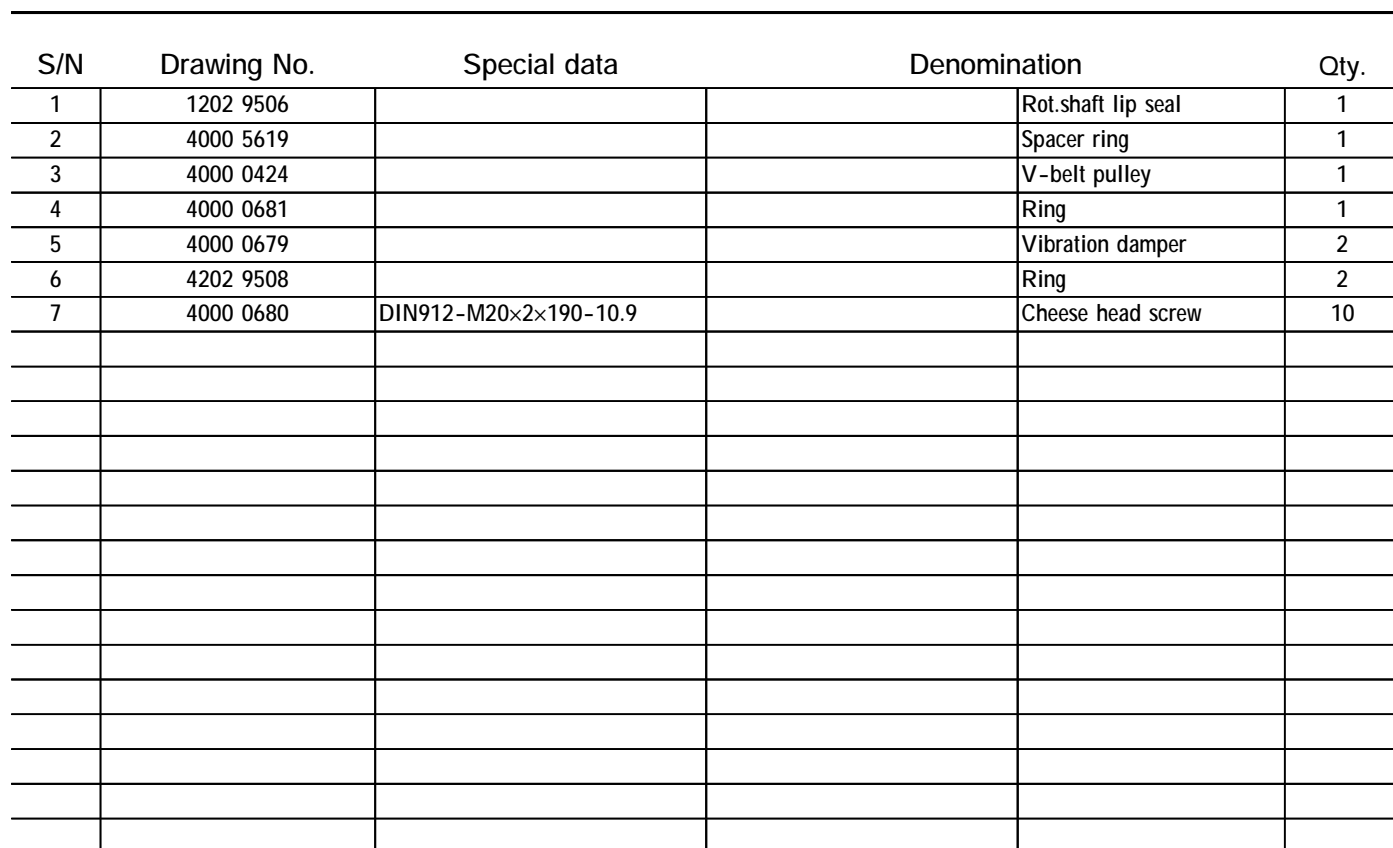 S/N Drawing No. Special data Denomination Qty.
1 1202 9506 Rot.shaft lip seal 1
2 4000 5619 Spacer ring 1
3 4000 0424 V-belt pulley 1
4 4000 0681 Ring 1
5 4000 0679 Vibration damper 2
6 4202 9508 Ring 2
7 4000 0680 DIN912-M20×2×190-10.9 Cheese head screw 10